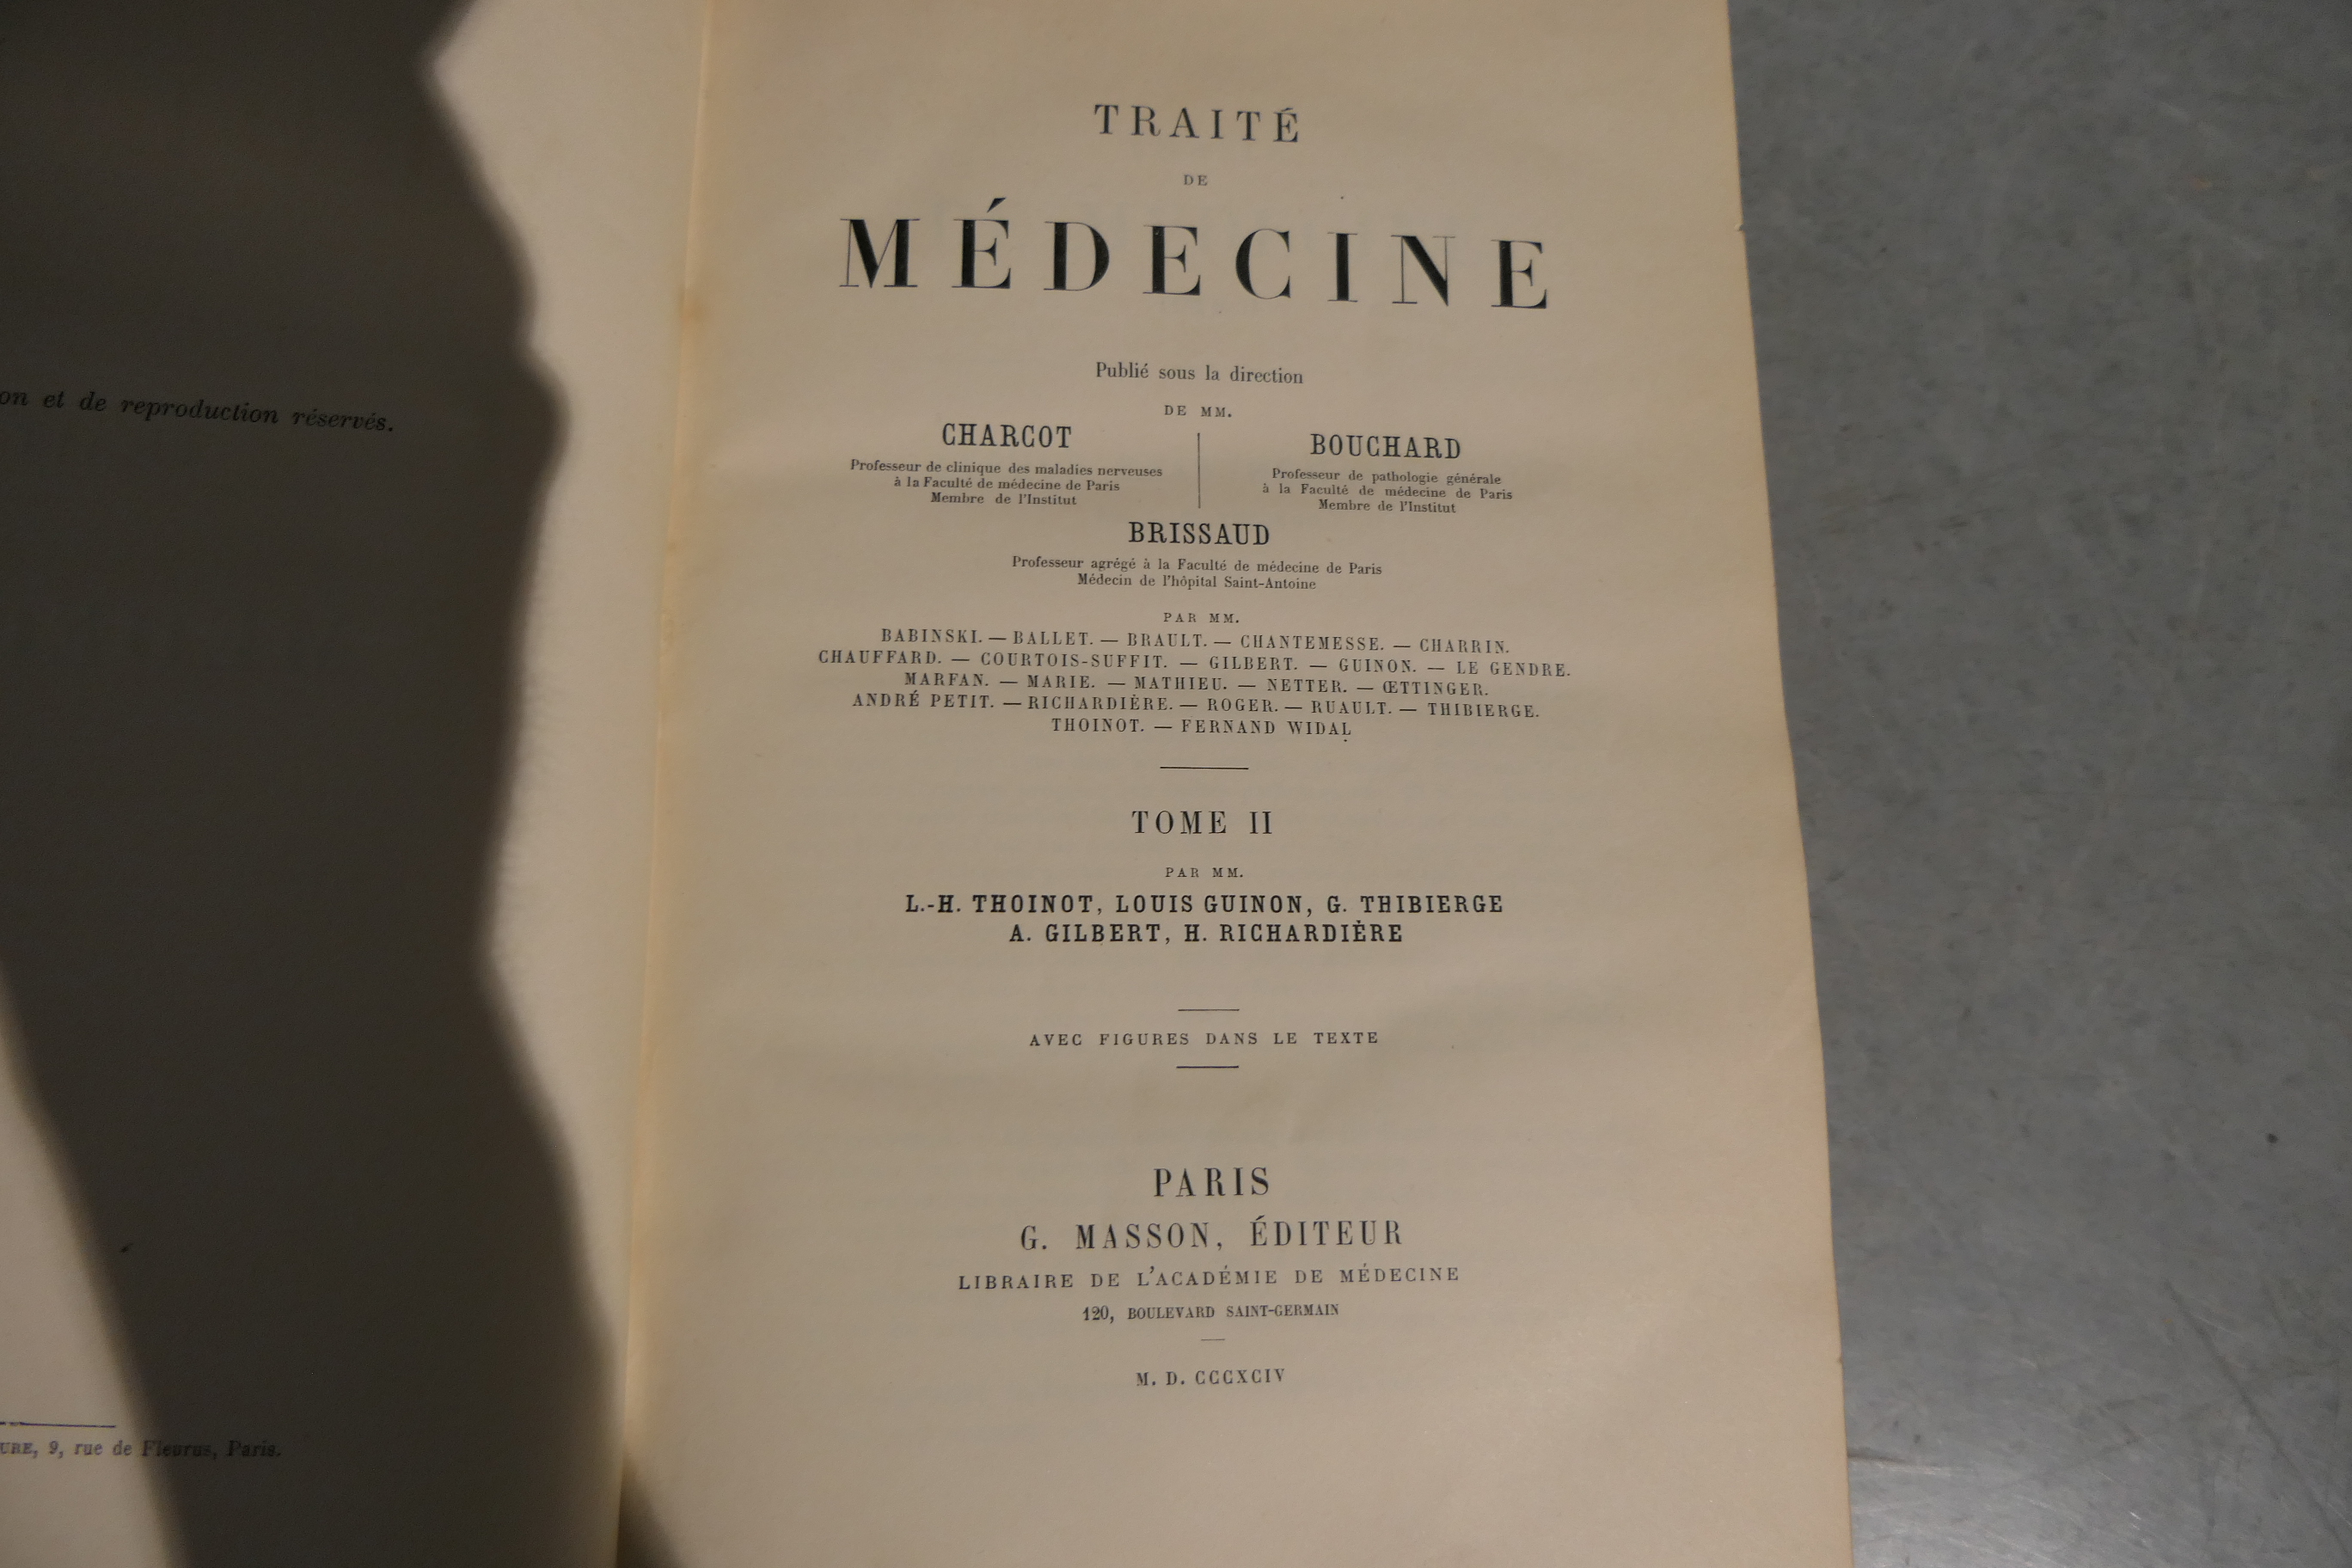 on et de reproduction réservés.
URE, 9, rue de Fleurus, Paris.
TRAITÉ
DE
MÉDECINE
Publié sous la direction
DE MM.
CHARCOT
Professeur de clinique des maladies nerveuses
à la Faculté de médecine de Paris
Membre de l'Institut
BOUCHARD
Professeur de pathologie générale
à la Faculté de médecine de Paris
Membre de l'Institut
BRISSAUD
Professeur agrégé à la Faculté de médecine de Paris
Médecin de l'hôpital Saint-Antoine
PAR MM.
BABINSKI. — BALLET. — BRAULT. — CHANTEMESSE. — CHARRIN.
CHAUFFARD. — COURTOIS-SUFFIT. — GILBERT. — GUINON. — LE GENDRE.
MARFAN. — MARIE. — MATHIEU. — NETTER. — ŒTTINGER.
ANDRÉ PETIT. — RICHARDIÈRE. — ROGER. — RUAULT. — THIBIERGE.
THOINOT. — FERNAND WIDAL.
TOME II
PAR MM.
L.-H. THOINOT, LOUIS GUINON, G. THIBIERGE
A. GILBERT, H. RICHARDIÈRE
AVEC FIGURES DANS LE TEXTE
PARIS
G. MASSON, ÉDITEUR
LIBRAIRE DE L'ACADÉMIE DE MÉDECINE
120, BOULEVARD SAINT-GERMAIN
M. D. CCCXCIV